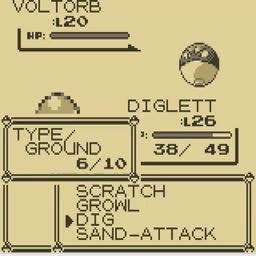 VOLTORB
:L20
HP:
DIGLETT
:L26
TYPE/
GROUND
6/10
38/ 49
SCRATCH
GROWL
DIG
SAND-ATTACK